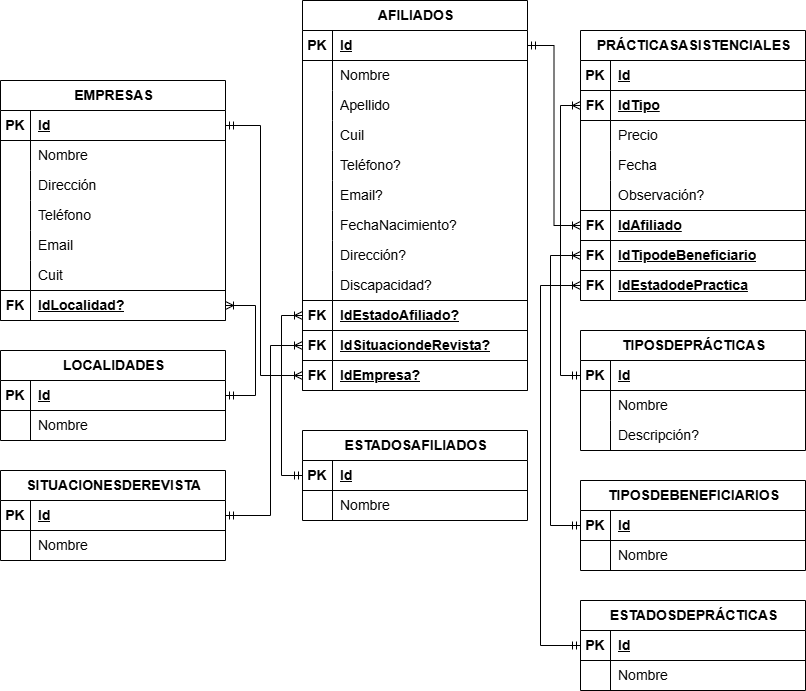 EMPRESAS
PK Id
Nombre
Dirección
Teléfono
Email
Cuit
FK IdLocalidad?
LOCALIDADES
PK Id
Nombre
SITUACIONESDEREVISTA
PK Id
Nombre
AFILIADOS
PK Id
Nombre
Apellido
Cuil
Teléfono?
Email?
FechaNacimiento?
Dirección?
Discapacidad?
FK IdEstadoAfiliado?
FK IdSituaciondeRevista?
FK IdEmpresa?
ESTADOSAFILIADOS
PK Id
Nombre
PRÁCTICASASISTENCIALES
PK Id
FK IdTipo
Precio
Fecha
Observación?
FK IdAfiliado
FK IdTipodeBeneficiario
FK IdEstadodePractica
TIPOSDEPRÁCTICAS
PK Id
Nombre
Descripción?
TIPOSDEBENEFICIARIOS
PK Id
Nombre
ESTADOSDEPRÁCTICAS
PK Id
Nombre